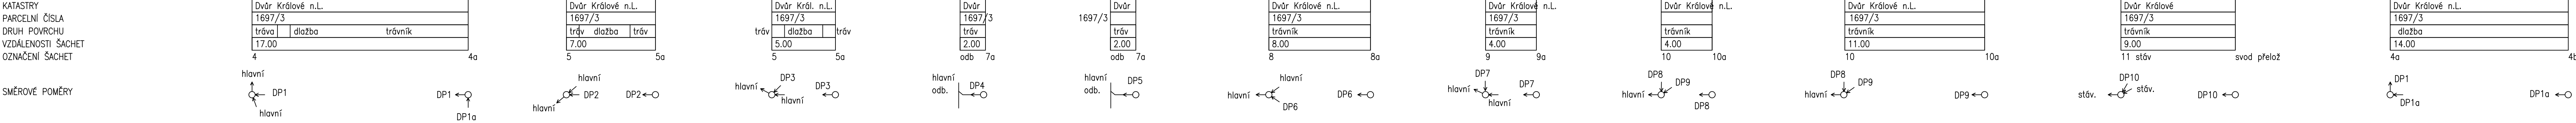 KATASTRY Dvůr Králové n.L. Dvůr Králové n.L. Dvůr Král. n.L. Dvůr Dvůr Dvůr Králové n.L. Dvůr Králové n.L. Dvůr Králové n.L. Dvůr Králové n.L. Dvůr Králové Dvůr Králové n.L.
PARCELNÍ ČÍSLA 1697/3 1697/3 1697/3 1697/3 1697/3 1697/3 1697/3 1697/3 1697/3 1697/3
DRUH POVRCHU tráva dlažba trávník tráv dlažba tráv tráv dlažba tráv tráv tráv trávník trávník trávník trávník trávník dlažba
VZDÁLENOSTI ŠACHET 17.00 7.00 5.00 2.00 2.00 8.00 4.00 4.00 11.00 9.00 14.00
OZNAČENÍ ŠACHET 4 4a 5 5a 5 5a odb 7a odb 7a 8 8a 9 9a 10 10a 10 10a 11 stáv svod přelož 4a 4b
hlavní hlavní DP3 hlavní DP4 hlavní DP5 hlavní DP7 DP8 DP8 DP10 DP1
SMĚROVÉ POMĚRY DP1 DP1 DP2 DP2 hlavní DP3 odb. odb. hlavní DP6 hlavní DP7 hlavní DP9 hlavní DP9 DP9 stáv. stáv. DP10 DP1a
hlavní DP1a hlavní hlavní DP6 hlavní DP8 DP1a